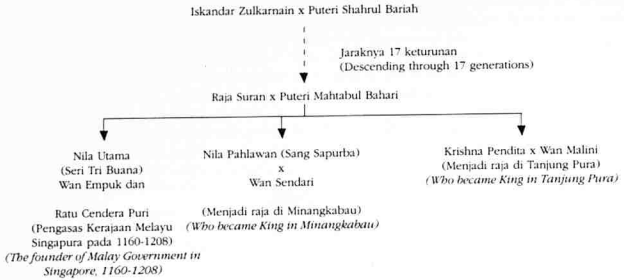 Iskandar Zulkarnain x Puteri Shahrul Bariah
Jaraknya 17 keturunan
(Descending through 17 generations)
Raja Suran x Puteri Mahtabul Bahari
Nila Utama
(Seri Tri Buana)
Wan Empuk dan
Ratu Cendera Puri
(Pengasas Kerajaan Melayu
Singapura pada 1160-1208)
(The founder of Malay Government in
Singapore, 1160-1208)
Nila Pahlawan (Sang Sapurba)
x
Wan Sendari
(Menjadi raja di Minangkabau)
(Who became King in Minangkabau)
Krishna Pendita x Wan Malini
(Menjadi raja di Tanjung Pura)
(Who became King in Tanjung Pura)